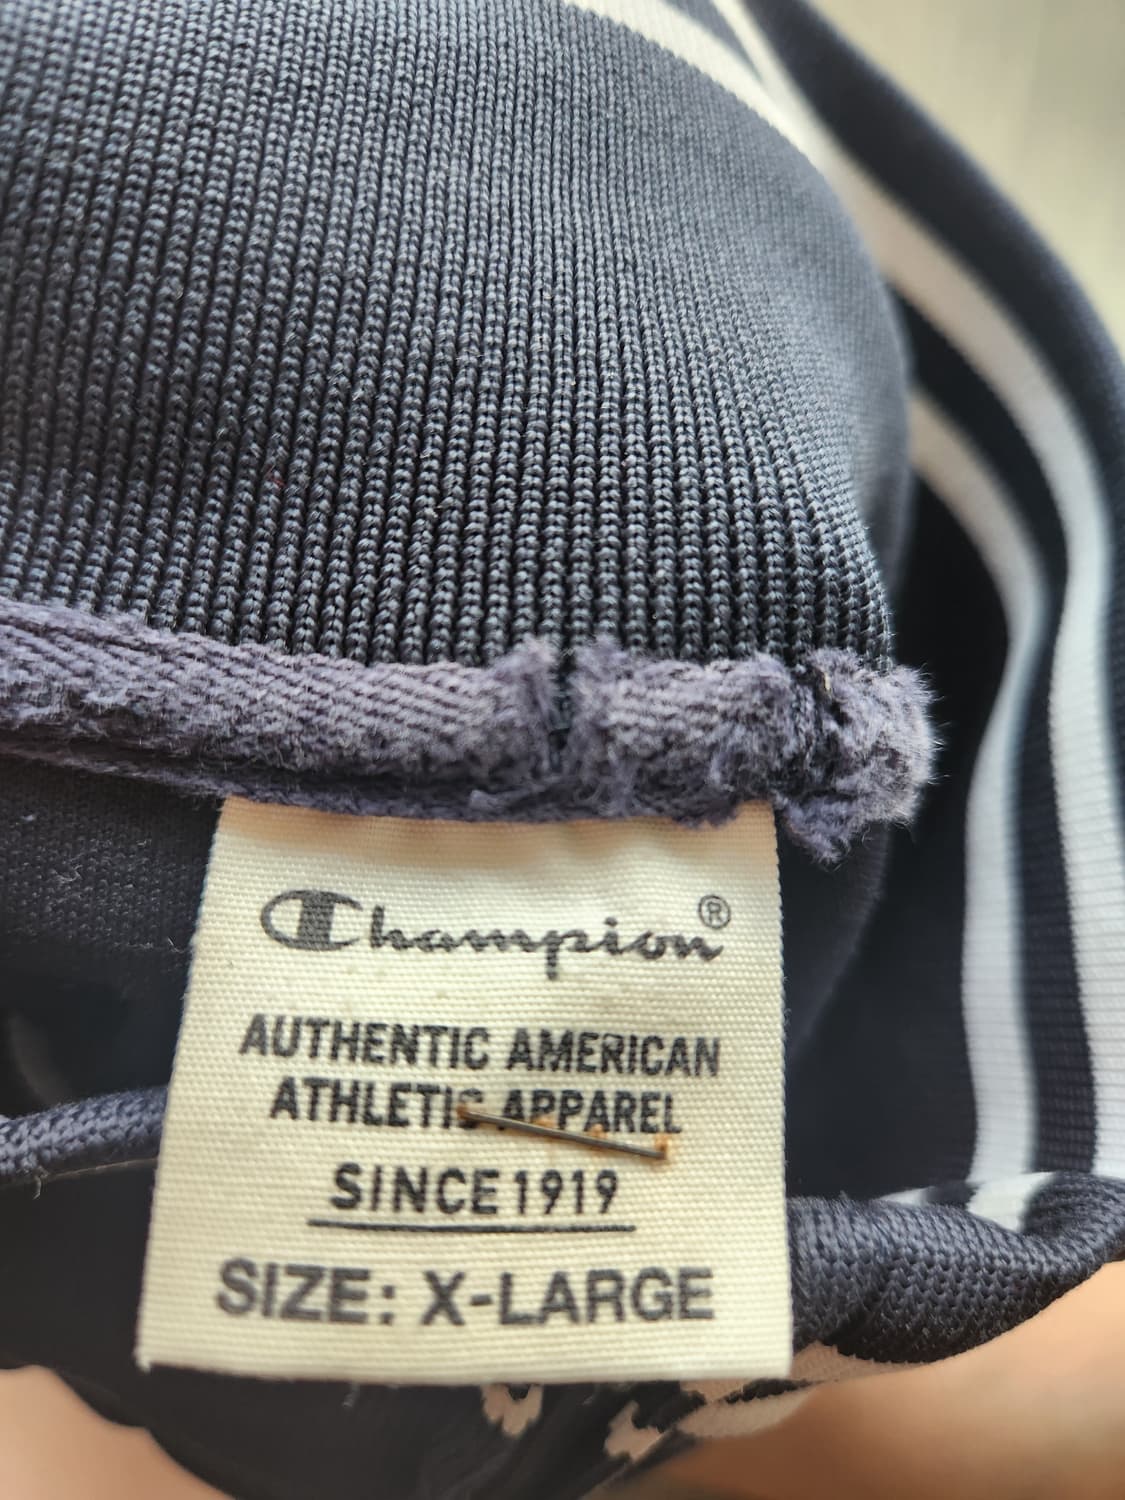 Champion®
AUTHENTIC AMERICAN
ATHLETIC APPAREL
SINCE 1919
SIZE: X-LARGE